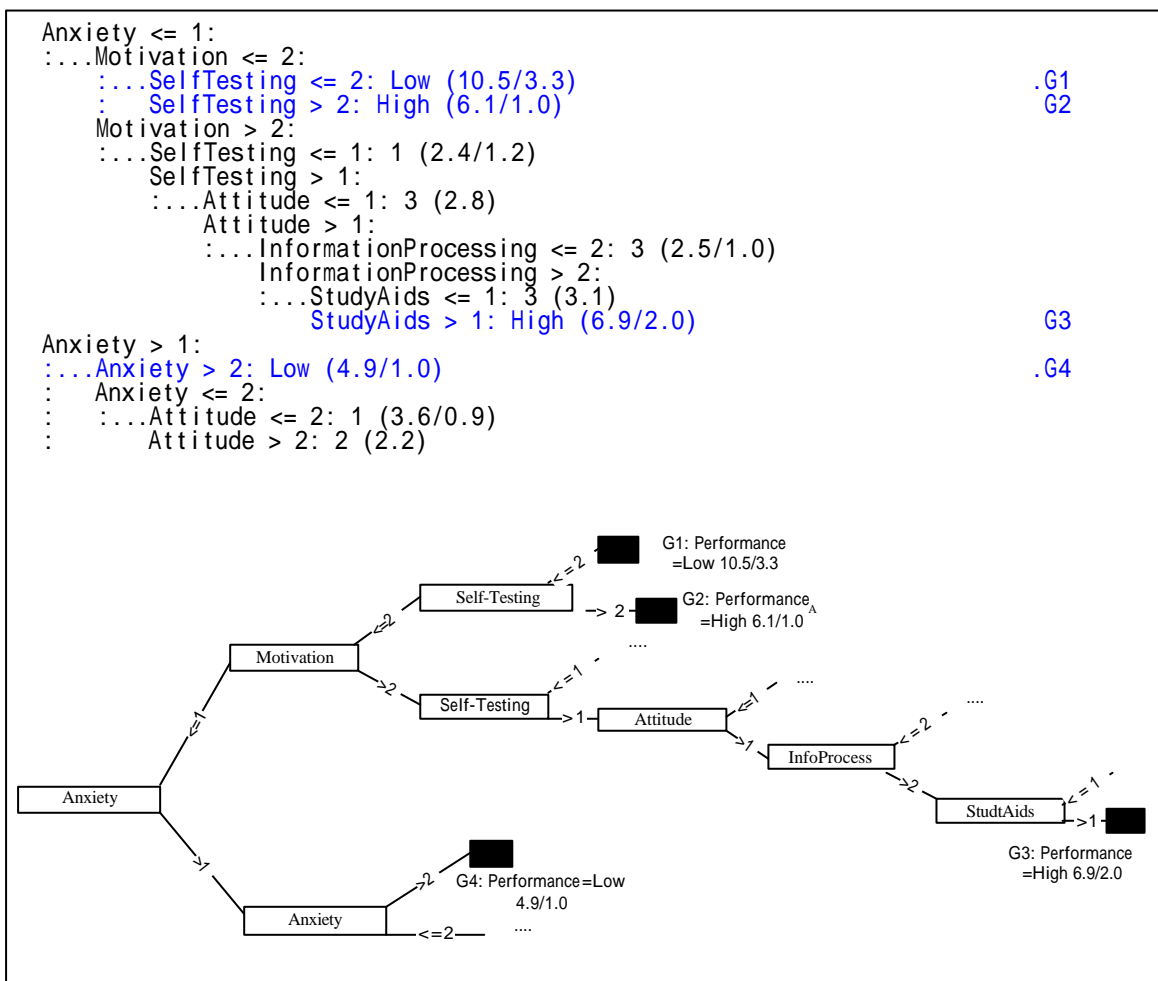 Anxiety <= 1:
:...Motivation <= 2:
    :...SelfTesting <= 2: Low (10.5/3.3) .G1
    :   SelfTesting > 2: High (6.1/1.0) G2
    Motivation > 2:
    :...SelfTesting <= 1: 1 (2.4/1.2)
        SelfTesting > 1:
        :...Attitude <= 1: 3 (2.8)
            Attitude > 1:
            :...InformationProcessing <= 2: 3 (2.5/1.0)
                InformationProcessing > 2:
                :...StudyAids <= 1: 3 (3.1)
                    StudyAids > 1: High (6.9/2.0) G3
Anxiety > 1:
:...Anxiety > 2: Low (4.9/1.0) .G4
:   Anxiety <= 2:
:   :...Attitude <= 2: 1 (3.6/0.9)
:       Attitude > 2: 2 (2.2)
<=2
G1: Performance
=Low 10.5/3.3
Self-Testing
> 2
G2: Performance A
=High 6.1/1.0
<=2
Motivation
<=1
....
>2
Self-Testing
>1
Attitude
<=1
....
>1
InfoProcess
<=2
....
>2
StudtAids
<=1
>1
G3: Performance
=High 6.9/2.0
<=1
Anxiety
>1
>2
G4: Performance=Low
4.9/1.0
Anxiety
<=2
....